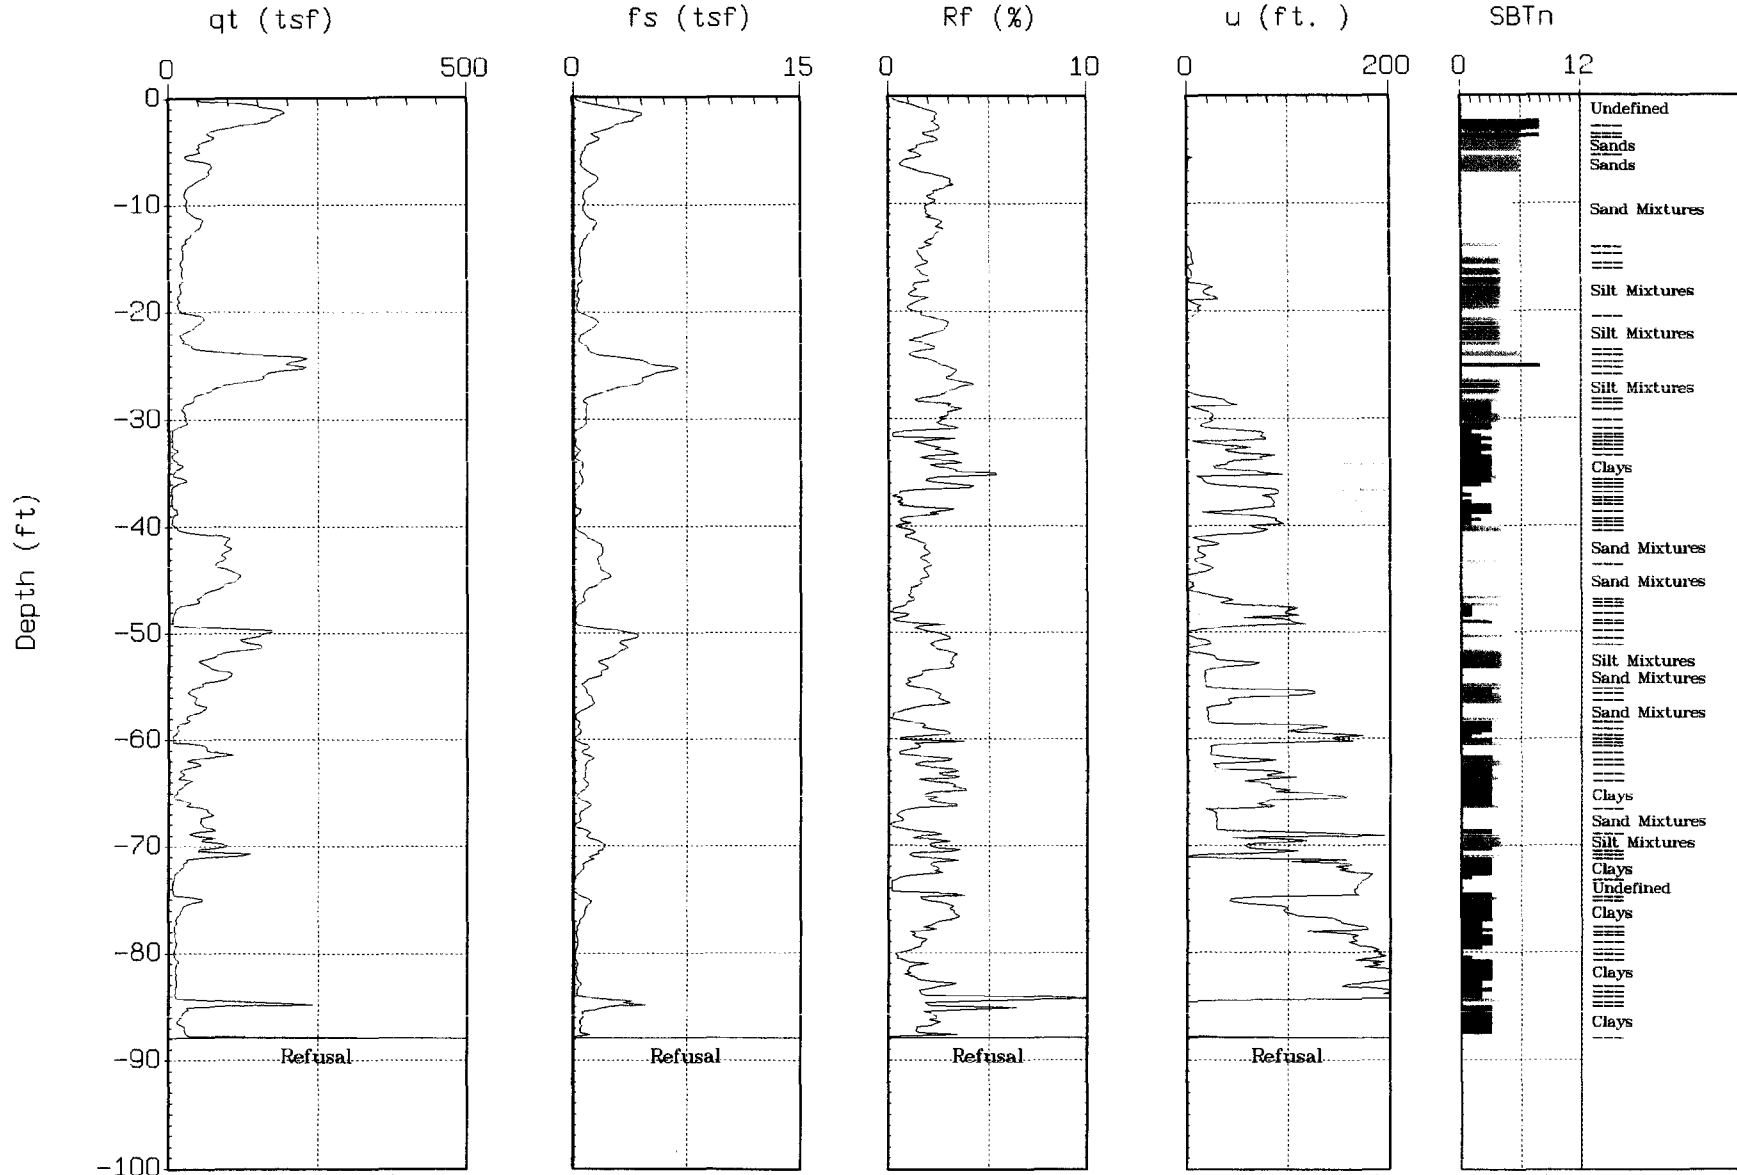 qt (tsf) fs (tsf) Rf (%) u (ft. ) SBTn
0 500 0 15 0 10 0 200 0 12
0
Undefined
Sands
Sands
-10
Sand Mixtures
Silt Mixtures
-20
Silt Mixtures
Silt Mixtures
-30
Clays
-40
Sand Mixtures
Sand Mixtures
Depth (ft)
-50
Silt Mixtures
Sand Mixtures
Sand Mixtures
-60
Clays
Sand Mixtures
-70
Silt Mixtures
Clays
Undefined
Clays
-80
Clays
Clays
Refusal Refusal Refusal Refusal
-90
-100